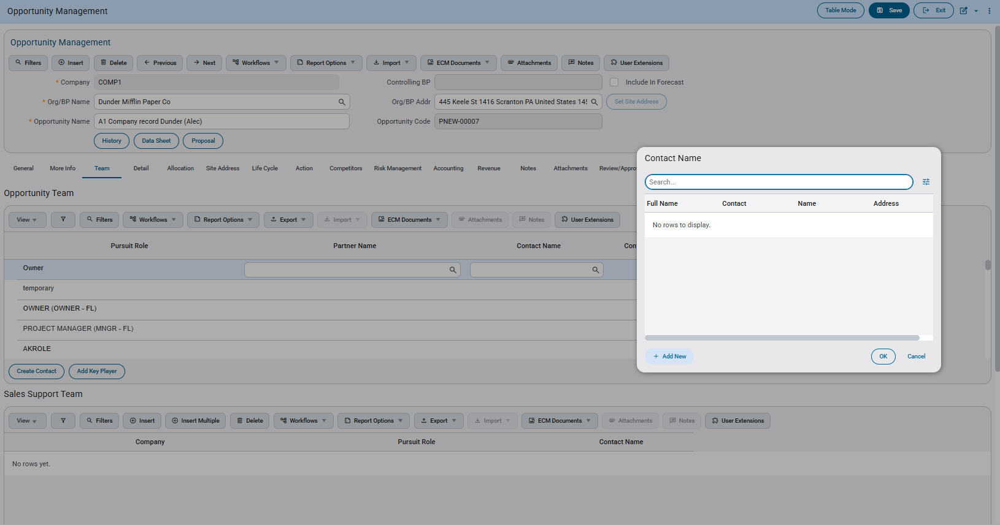 Opportunity Management
Table Mode Save Exit
Opportunity Management
Filters Insert Delete Previous Next Workflows Report Options Import ECM Documents Attachments Notes User Extensions
* Company COMP1 Controlling BP Include In Forecast
* Org/BP Name Dunder Mifflin Paper Co Org/BP Addr 445 Keele St 1416 Scranton PA United States 145 Set Site Address
* Opportunity Name A1 Company record Dunder (Alec) Opportunity Code PNEW-00007
History Data Sheet Proposal
General More Info Team Detail Allocation Site Address Life Cycle Action Competitors Risk Management Accounting Revenue Notes Attachments Review/Appro
Opportunity Team
View Filters Workflows Report Options Export Import ECM Documents Attachments Notes User Extensions
Pursuit Role Partner Name Contact Name Con
Owner
temporary
OWNER (OWNER - FL)
PROJECT MANAGER (MNGR - FL)
AKROLE
Create Contact Add Key Player
Contact Name
Search...
Full Name Contact Name Address
No rows to display.
+ Add New OK Cancel
Sales Support Team
View Filters Insert Insert Multiple Delete Workflows Report Options Export Import ECM Documents Attachments Notes User Extensions
Company Pursuit Role Contact Name
No rows yet.